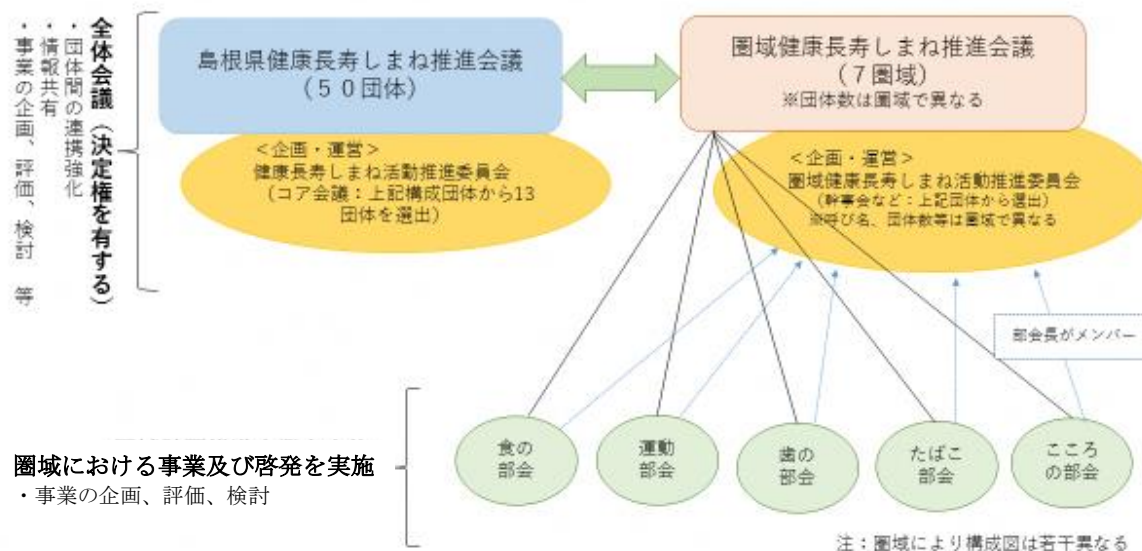 全体会議（決定権を有する）
・団体間の連携強化
・情報共有
・事業の企画、評価、検討　等
島根県健康長寿しまね推進会議
（５０団体）
圏域健康長寿しまね推進会議
（７圏域）
※団体数は圏域で異なる
＜企画・運営＞
健康長寿しまね活動推進委員会
（コア会議：上記構成団体から13
団体を選出）
＜企画・運営＞
圏域健康長寿しまね活動推進委員会
（幹事会など：上記団体から選出）
※呼び名、団体数等は圏域で異なる
部会長がメンバー
圏域における事業及び啓発を実施
・事業の企画、評価、検討
食の
部会
運動
部会
歯の
部会
たばこ
部会
こころ
の部会
注：圏域により構成図は若干異なる